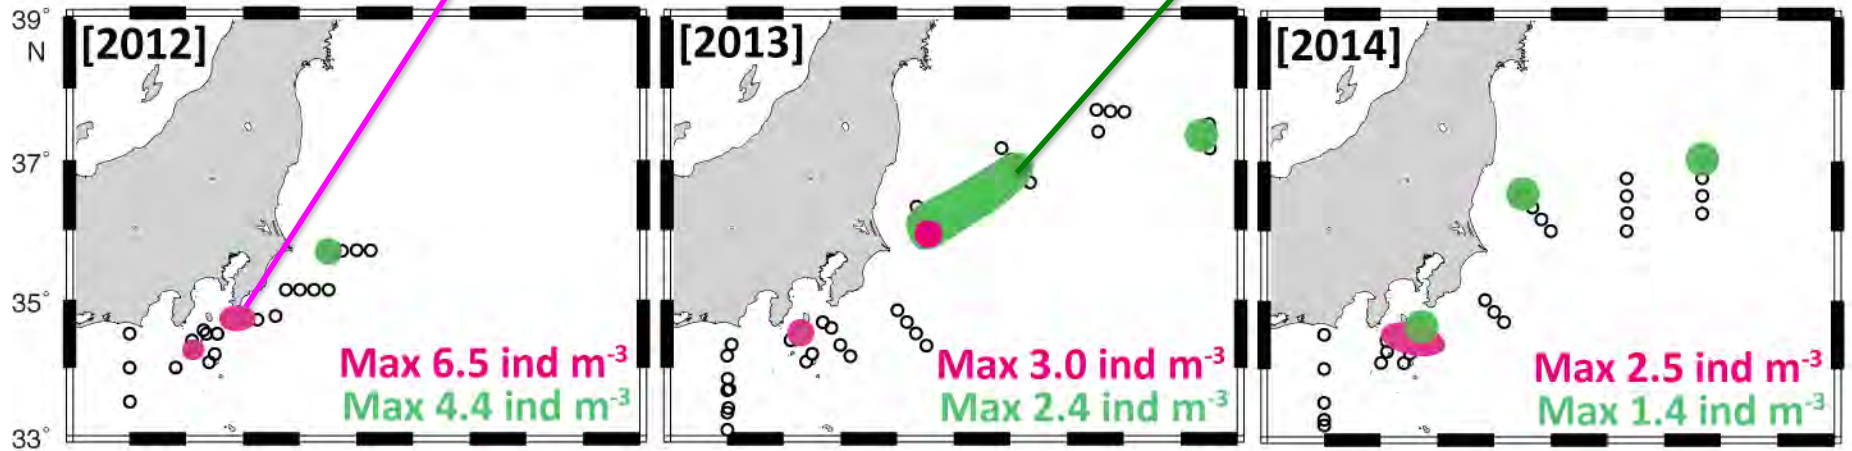 39°
N
37°
35°
33°
[2012]
Max 6.5 ind m⁻³
Max 4.4 ind m⁻³
[2013]
Max 3.0 ind m⁻³
Max 2.4 ind m⁻³
[2014]
Max 2.5 ind m⁻³
Max 1.4 ind m⁻³